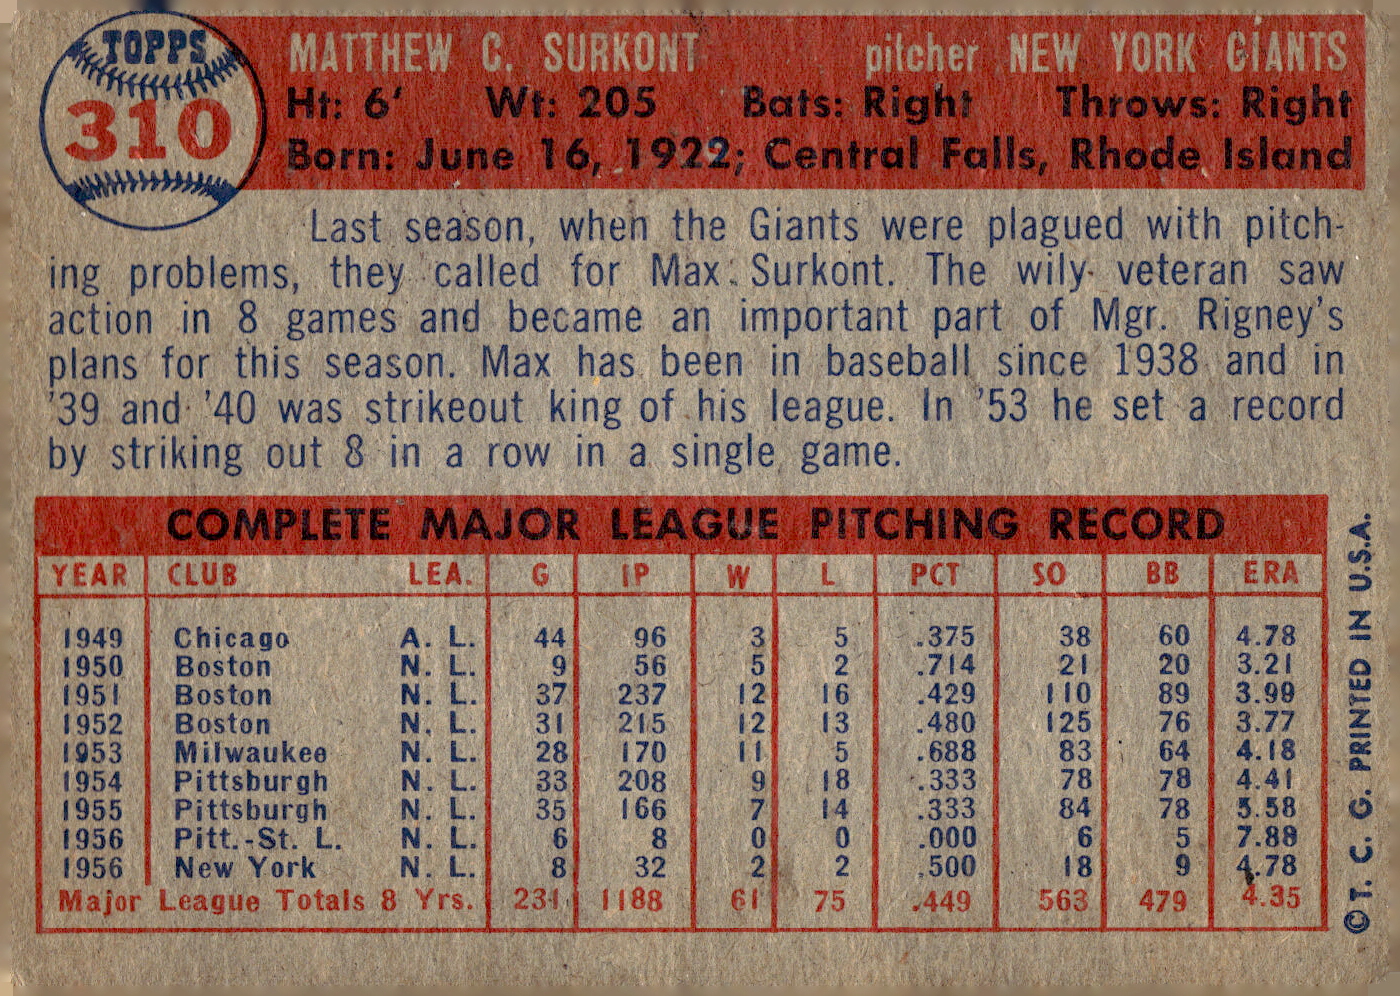 TOPPS
310
MATTHEW C. SURKONT pitcher NEW YORK GIANTS
Ht: 6' Wt: 205 Bats: Right Throws: Right
Born: June 16, 1922; Central Falls, Rhode Island
Last season, when the Giants were plagued with pitch-
ing problems, they called for Max Surkont. The wily veteran saw
action in 8 games and became an important part of Mgr. Rigney's
plans for this season. Max has been in baseball since 1938 and in
'39 and '40 was strikeout king of his league. In '53 he set a record
by striking out 8 in a row in a single game.
COMPLETE MAJOR LEAGUE PITCHING RECORD
YEAR CLUB LEA. G IP W L PCT SO BB ERA
1949 Chicago A. L. 44 96 3 5 .375 38 60 4.78
1950 Boston N. L. 9 56 5 2 .714 21 20 3.21
1951 Boston N. L. 37 237 12 16 .429 110 89 3.99
1952 Boston N. L. 31 215 12 13 .480 125 76 3.77
1953 Milwaukee N. L. 28 170 11 5 .688 83 64 4.18
1954 Pittsburgh N. L. 33 208 9 18 .333 78 78 4.41
1955 Pittsburgh N. L. 35 166 7 14 .333 84 78 5.58
1956 Pitt.-St. L. N. L. 6 8 0 0 .000 6 5 7.88
1956 New York N. L. 8 32 2 2 .500 18 9 4.78
Major League Totals 8 Yrs. 231 1188 61 75 .449 563 479 4.35
©T. C. G. PRINTED IN U.S.A.